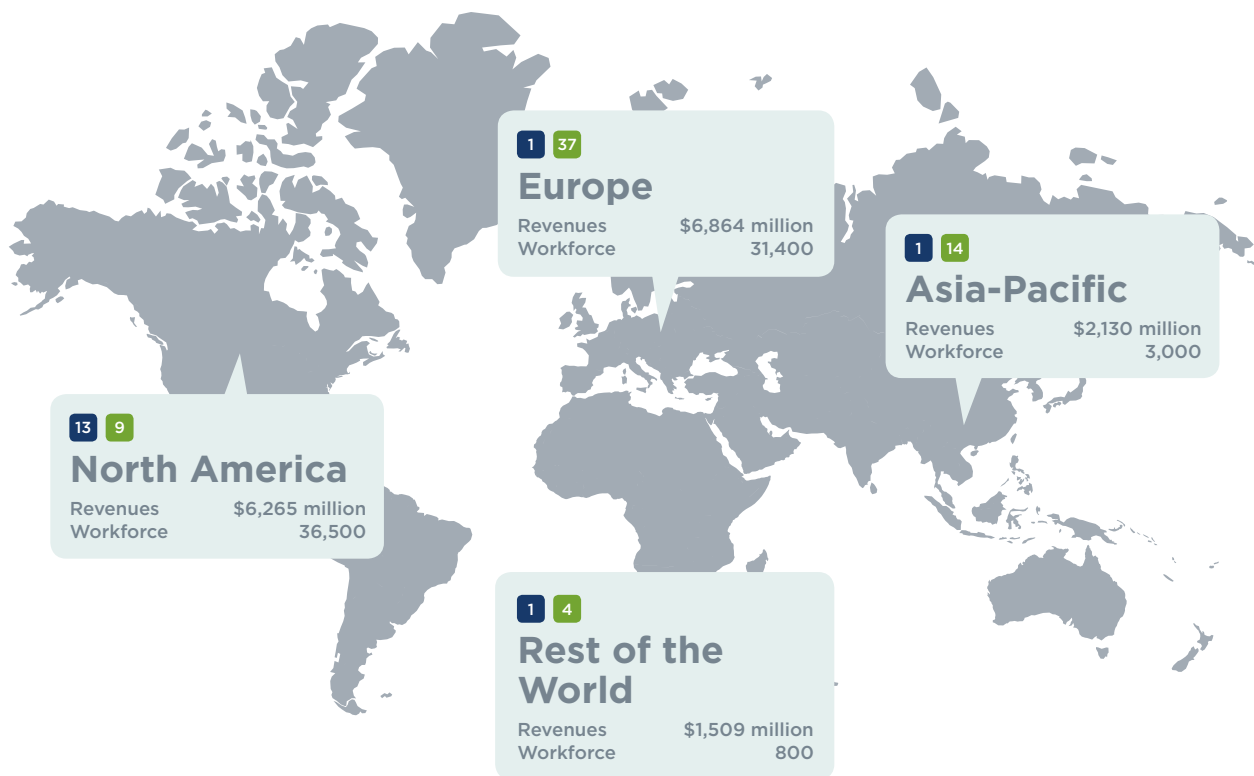 1 37
Europe
Revenues $6,864 million
Workforce 31,400
1 14
Asia-Pacific
Revenues $2,130 million
Workforce 3,000
13 9
North America
Revenues $6,265 million
Workforce 36,500
1 4
Rest of the
World
Revenues $1,509 million
Workforce 800